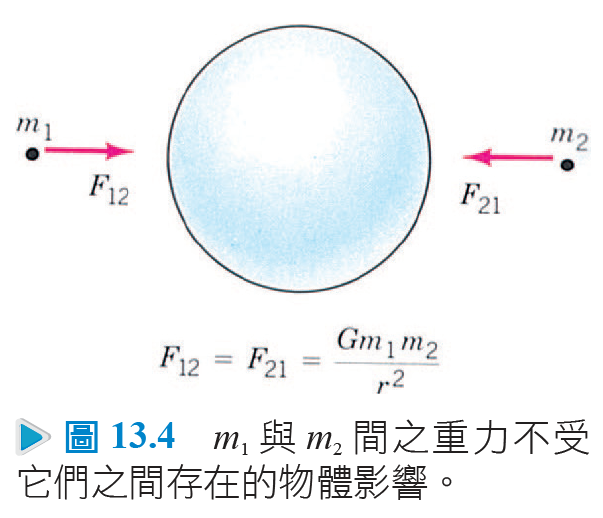 m₁
m₂
F₁₂
F₂₁
F₁₂ = F₂₁ = Gm₁m₂ / r²
圖 13.4 m₁ 與 m₂ 間之重力不受
它們之間存在的物體影響。